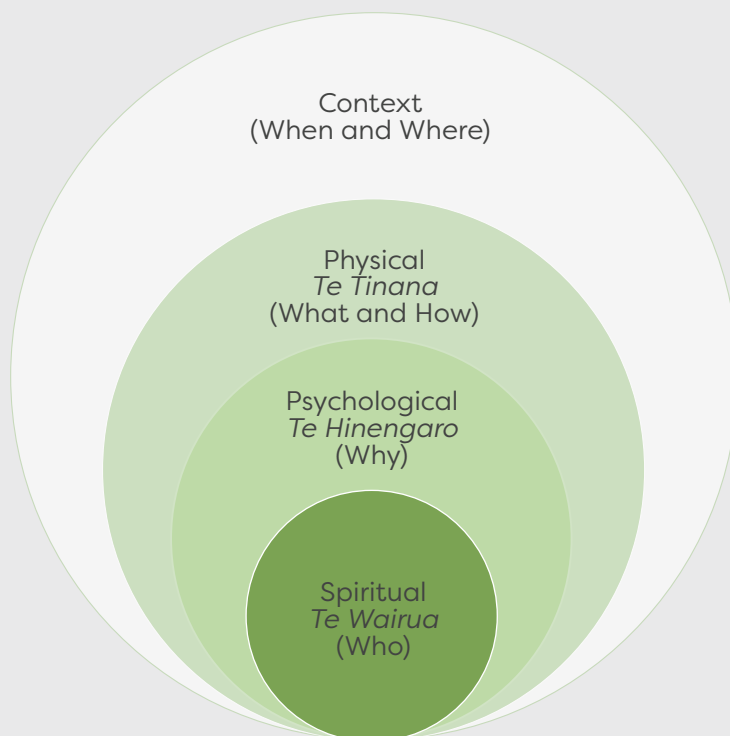 Context
(When and Where)
Physical
Te Tinana
(What and How)
Psychological
Te Hinengaro
(Why)
Spiritual
Te Wairua
(Who)